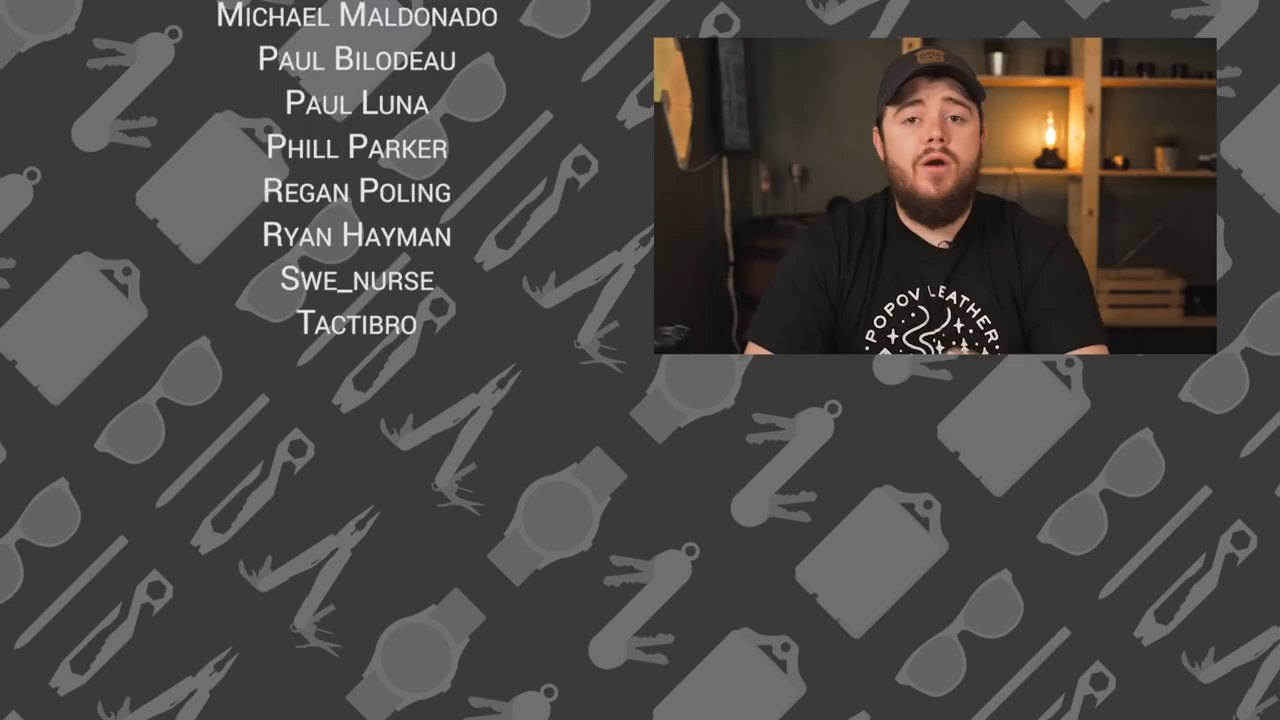 Michael Maldonado
Paul Bilodeau
Paul Luna
Phill Parker
Regan Poling
Ryan Hayman
Swe_nurse
Tactibro
POPOV LEATHER